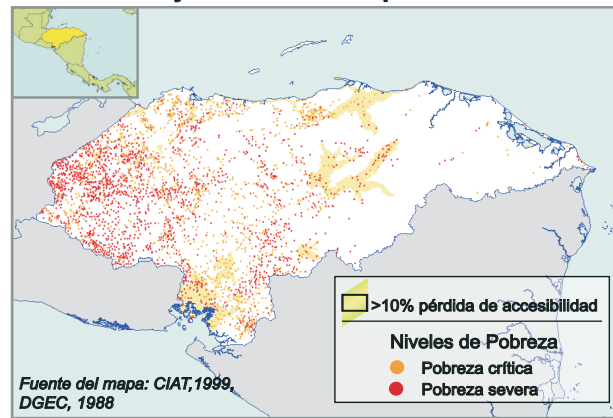 >10% pérdida de accesibilidad
Niveles de Pobreza
Pobreza crítica
Pobreza severa
Fuente del mapa: CIAT,1999,
DGEC, 1988